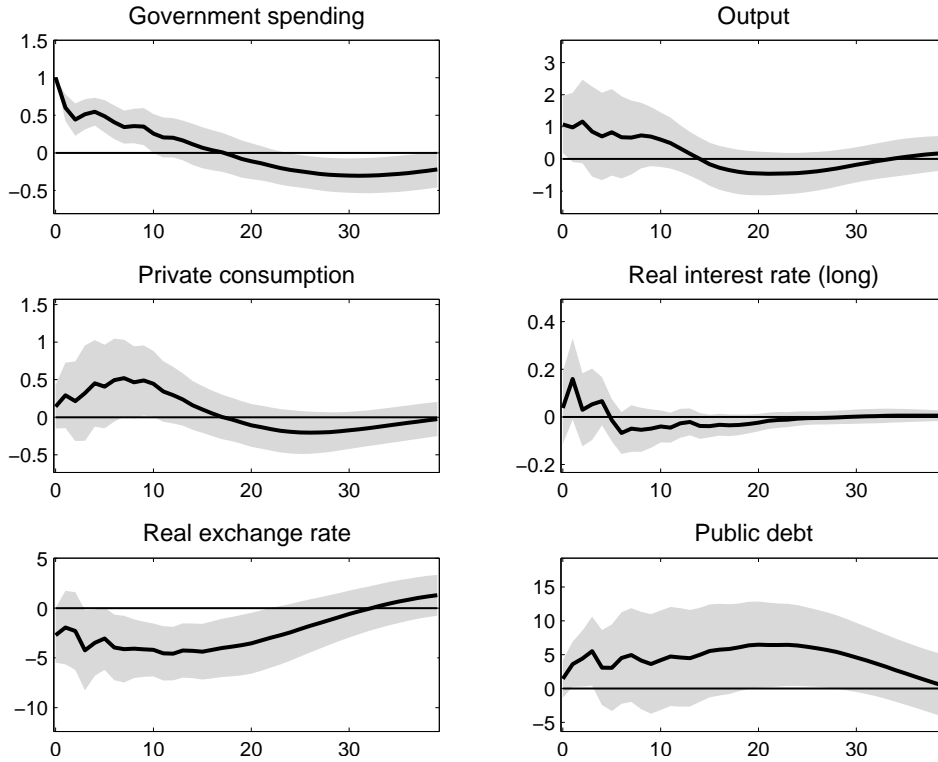 Government spending
1.5
1
0.5
0
−0.5
0 10 20 30
Output
3
2
1
0
−1
0 10 20 30
Private consumption
1.5
1
0.5
0
−0.5
0 10 20 30
Real interest rate (long)
0.4
0.2
0
−0.2
0 10 20 30
Real exchange rate
5
0
−5
−10
0 10 20 30
Public debt
15
10
5
0
−5
0 10 20 30